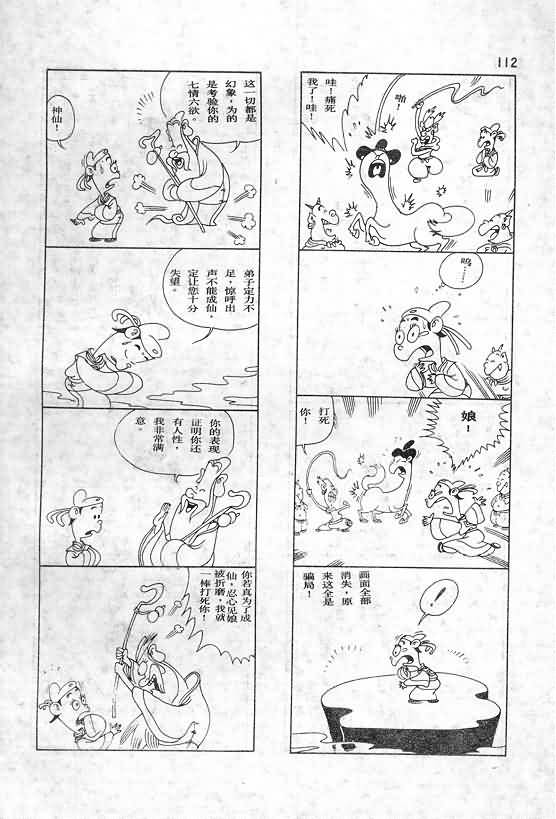 112
哇！痛死
我了！哇！
啪！
呜……
娘！
打死
你！
画面全部
消失，原
来这全是
骗局！
！
这一切都是
幻象，为的
是考验你的
七情六欲。
神仙！
弟子定力不
足，惊呼出
声不能成仙，
定让您十分
失望。
你的表现
证明你还
有人性，
我非常满
意。
你若真为了成
仙，忍心见娘
被折磨，我就
一棒打死你！